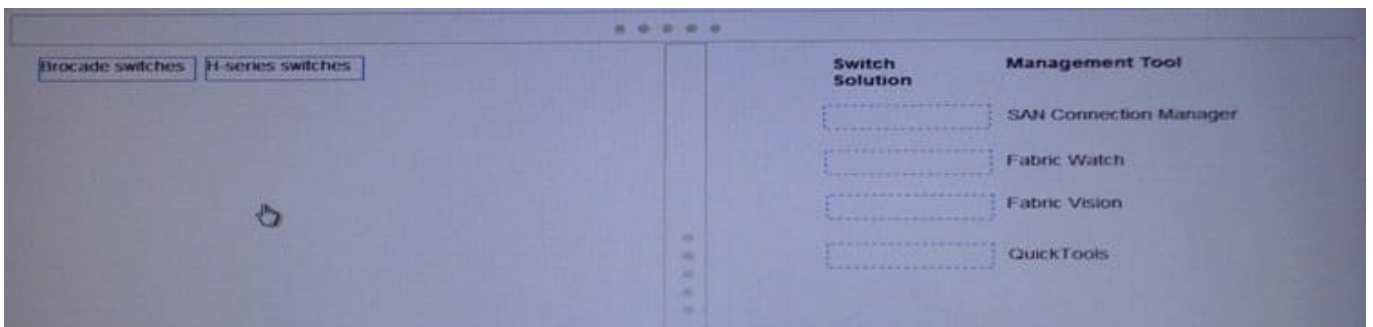 Brocade switches
H-series switches
Switch
Solution
Management Tool
SAN Connection Manager
Fabric Watch
Fabric Vision
QuickTools